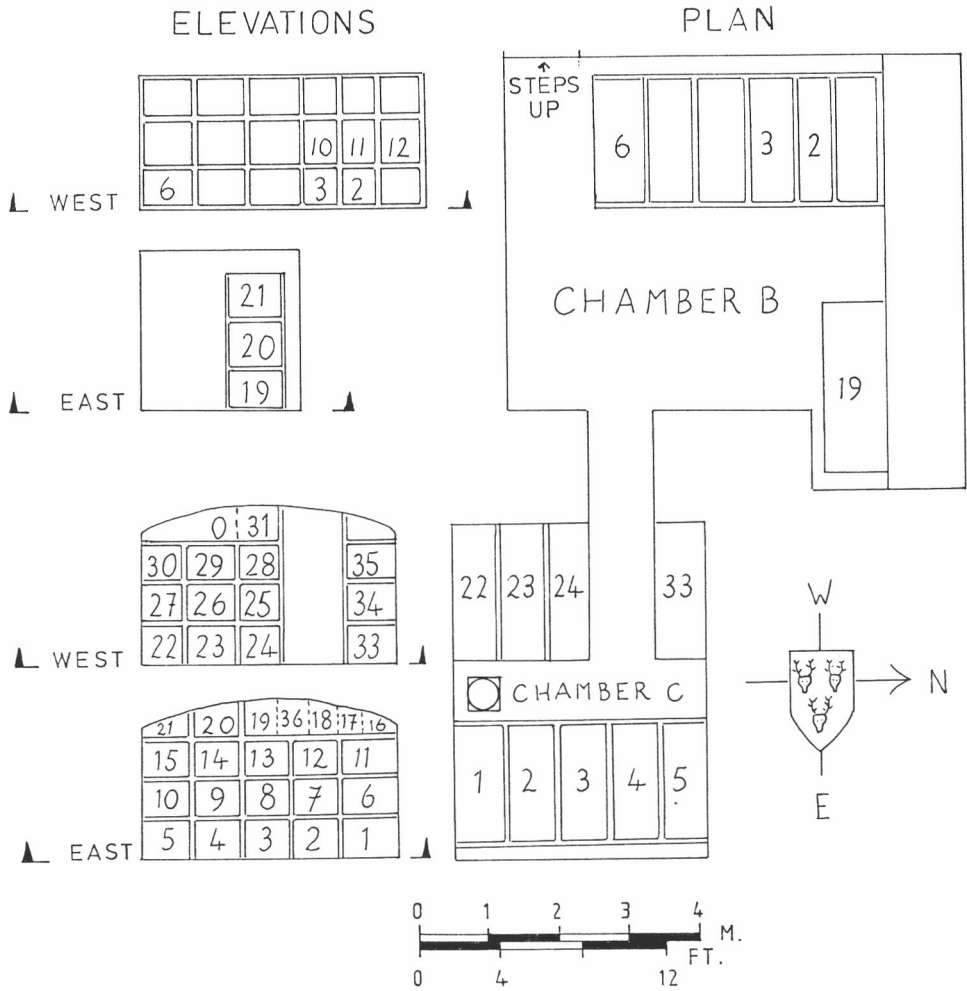 ELEVATIONS
PLAN
STEPS
UP
10 11 12
6 3 2
WEST
6 3 2
21
20
19
EAST
CHAMBER B
19
0 31
30 29 28 35
27 26 25 34
22 23 24 33
WEST
22 23 24 33
CHAMBER C
21 20 19 36 18 17 16
15 14 13 12 11
10 9 8 7 6
5 4 3 2 1
EAST
1 2 3 4 5
W
N
E
0 1 2 3 4
M.
FT.
0 4 12